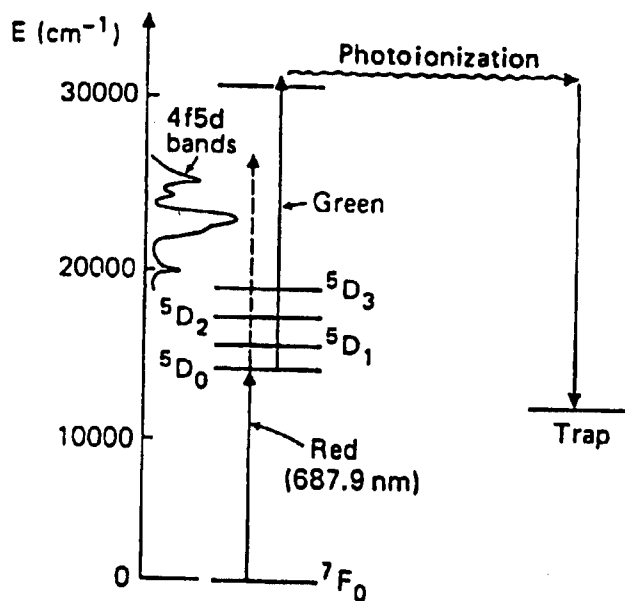 E (cm⁻¹)
Photoionization
30000
4f5d
bands
Green
20000
⁵D₃
⁵D₂
⁵D₁
⁵D₀
10000
Trap
Red
(687.9 nm)
0
⁷F₀